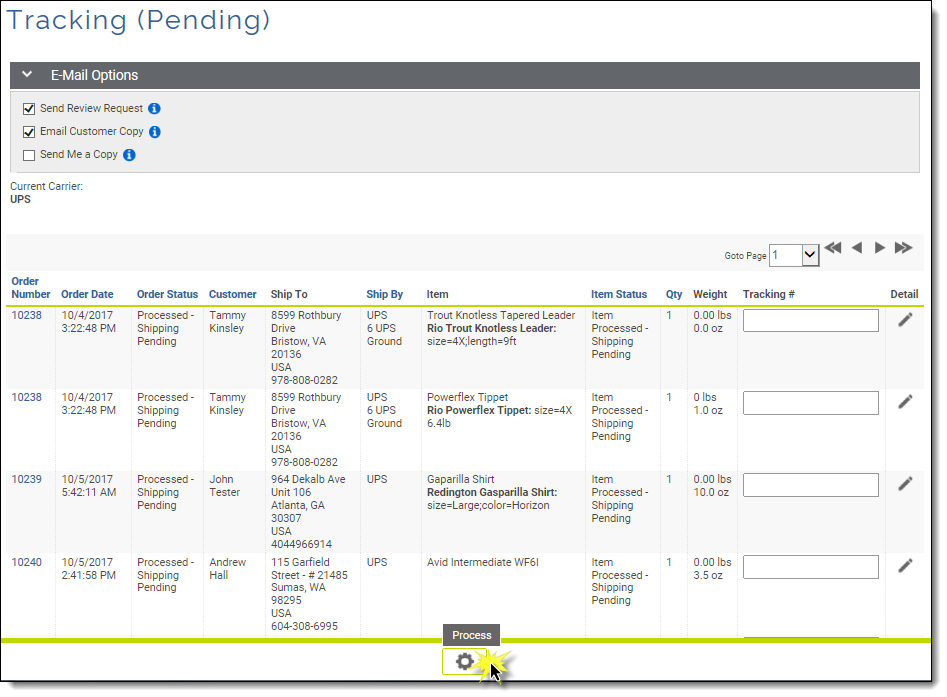 Tracking (Pending)
E-Mail Options
Send Review Request
Email Customer Copy
Send Me a Copy
Current Carrier:
UPS
Goto Page 1
Order Number Order Date Order Status Customer Ship To Ship By Item Item Status Qty Weight Tracking # Detail
10238 10/4/2017 Processed - Tammy 8599 Rothbury UPS Trout Knotless Tapered Leader Item 1 0.00 lbs
3:22:48 PM Shipping Kinsley Drive 6 UPS Rio Trout Knotless Leader: Processed - 0.0 oz
Pending Bristow, VA Ground size=4X;length=9ft Shipping
20136 Pending
USA
978-808-0282
10238 10/4/2017 Processed - Tammy 8599 Rothbury UPS Powerflex Tippet Item 1 0 lbs
3:22:48 PM Shipping Kinsley Drive 6 UPS Rio Powerflex Tippet: size=4X Processed - 1.0 oz
Pending Bristow, VA Ground 6.4lb Shipping
20136 Pending
USA
978-808-0282
10239 10/5/2017 Processed - John 964 Dekalb Ave UPS Gaparilla Shirt Item 1 0.00 lbs
5:42:11 AM Shipping Tester Unit 106 Redington Gasparilla Shirt: Processed - 10.0 oz
Pending Atlanta, GA size=Large;color=Horizon Shipping
30307 Pending
USA
4044966914
10240 10/5/2017 Processed - Andrew 115 Garfield UPS Avid Intermediate WF6I Item 1 0.00 lbs
2:41:58 PM Shipping Hall Street - # 21485 Processed - 3.5 oz
Pending Sumas, WA Shipping
98295 Pending
USA
604-308-6995
Process